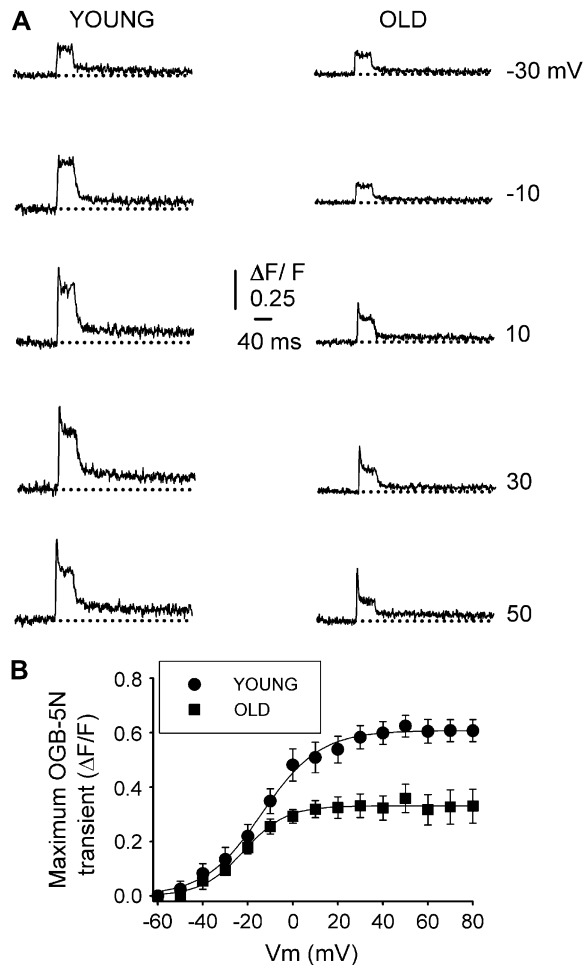 A
YOUNG
OLD
-30 mV
-10
ΔF/ F
0.25
40 ms
10
30
50
B
YOUNG
OLD
Maximum OGB-5N
transient (ΔF/F)
0.8
0.6
0.4
0.2
0.0
-60 -40 -20 0 20 40 60 80
Vm (mV)